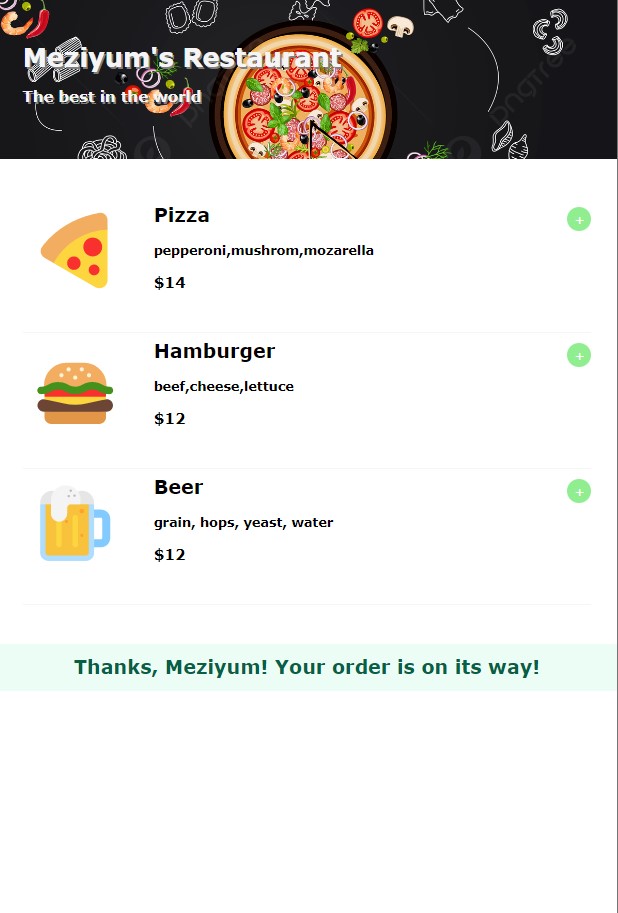 Meziyum's Restaurant
The best in the world
pngtree
Pizza
+
pepperoni,mushrom,mozarella
$14
Hamburger
+
beef,cheese,lettuce
$12
Beer
+
grain, hops, yeast, water
$12
Thanks, Meziyum! Your order is on its way!